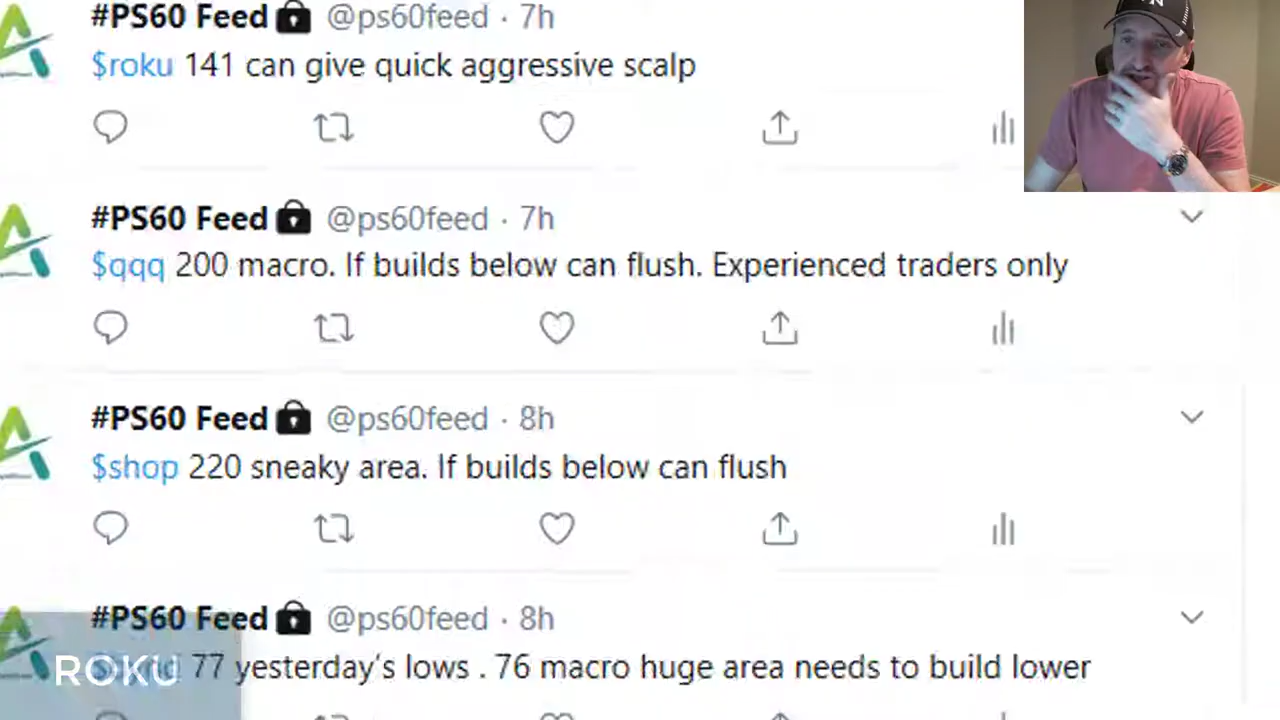 #PS60 Feed @ps60feed · 7h
$roku 141 can give quick aggressive scalp
#PS60 Feed @ps60feed · 7h
$qqq 200 macro. If builds below can flush. Experienced traders only
#PS60 Feed @ps60feed · 8h
$shop 220 sneaky area. If builds below can flush
#PS60 Feed @ps60feed · 8h
77 yesterday's lows . 76 macro huge area needs to build lower
ROKU